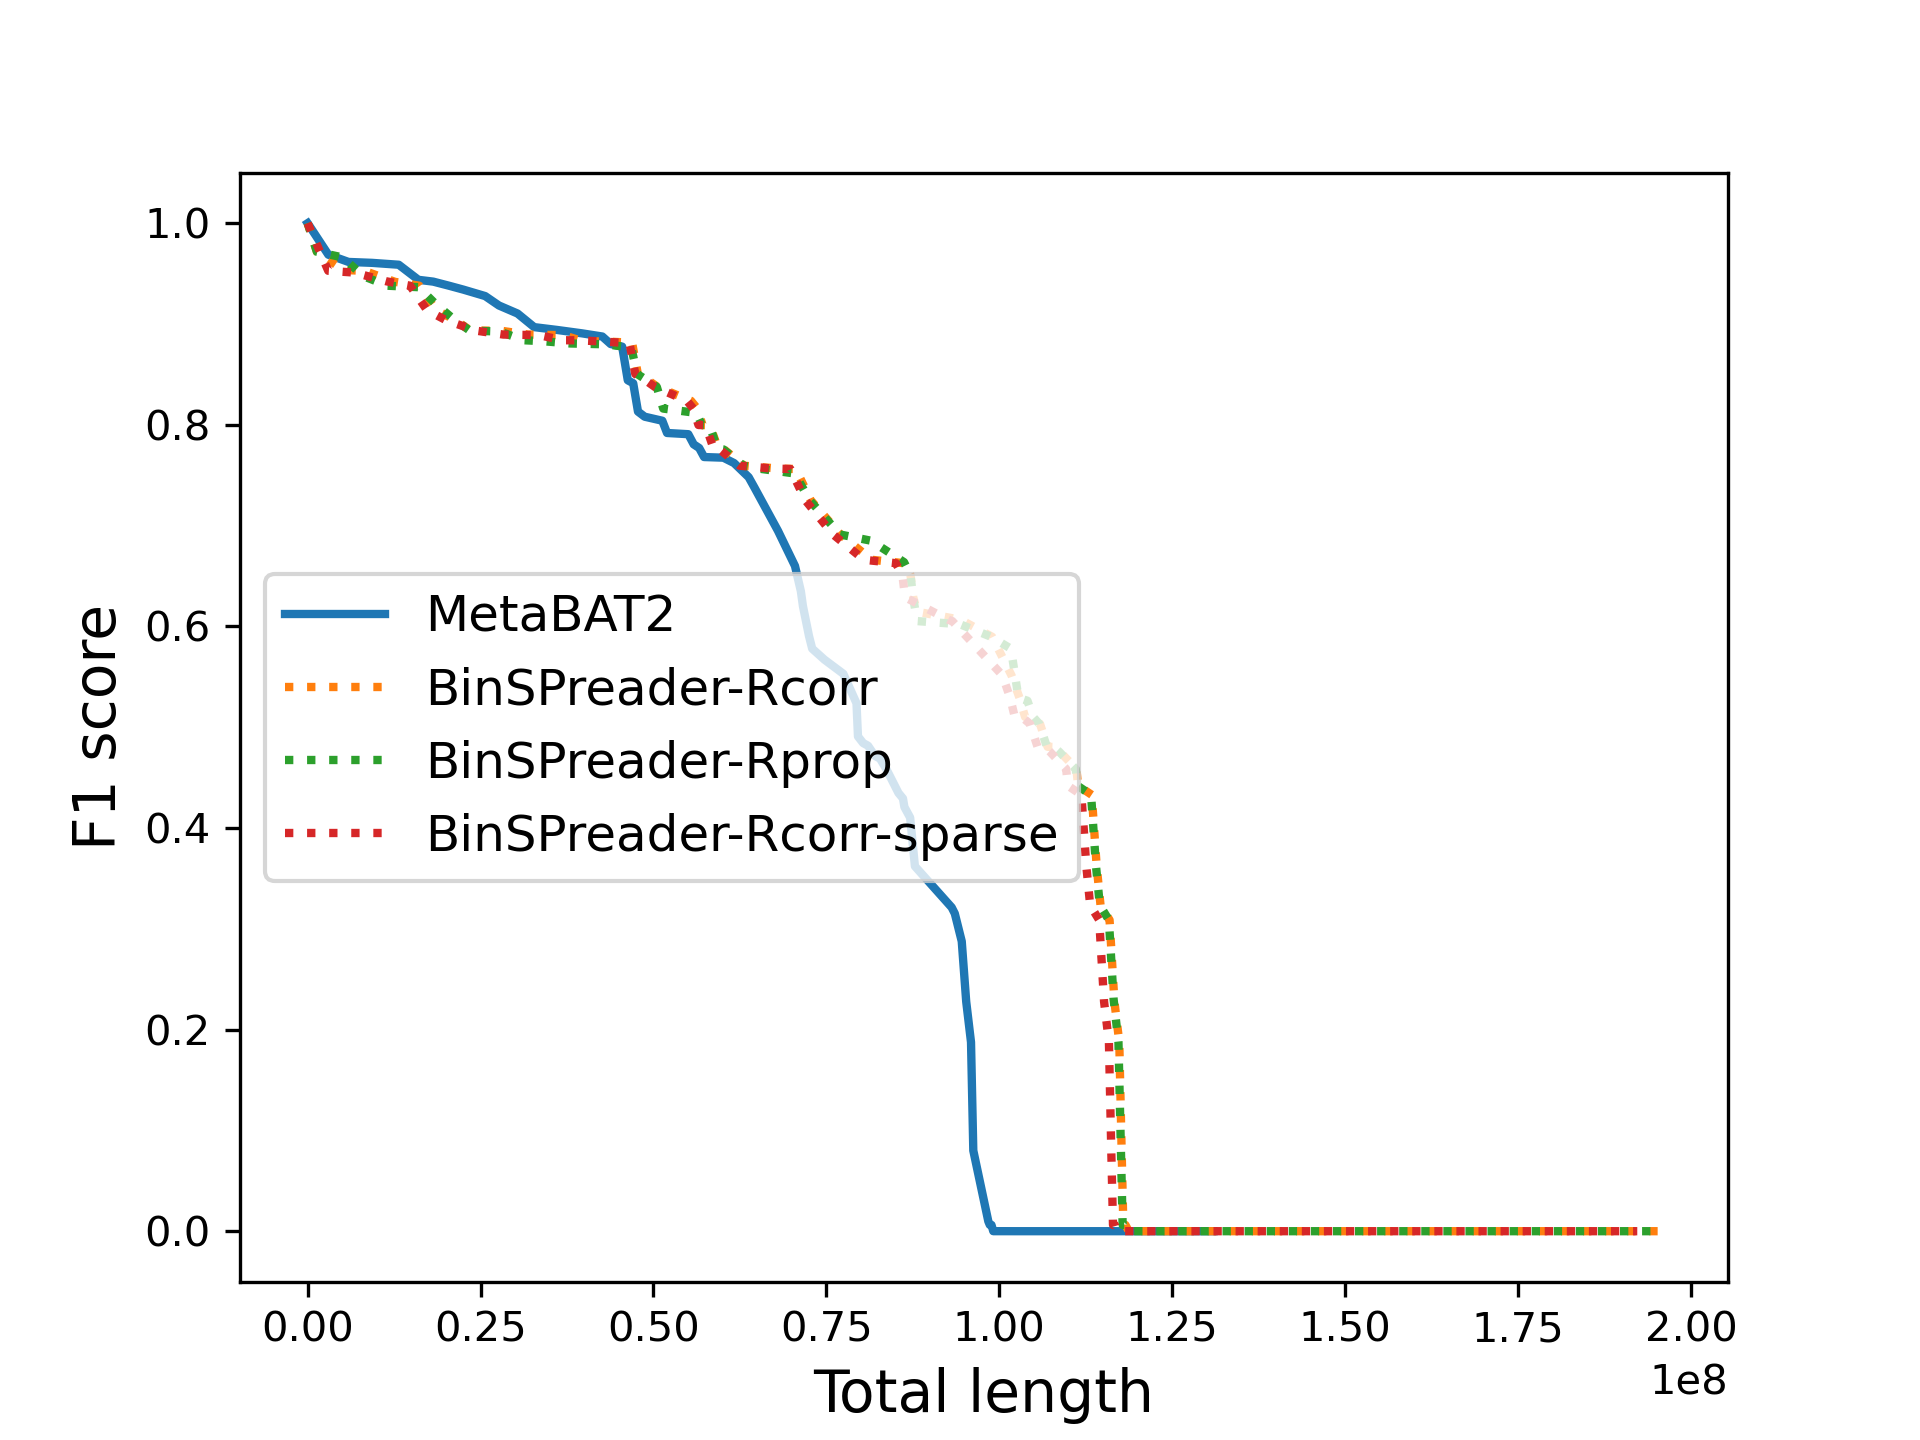 1.0
0.8
0.6
0.4
0.2
0.0
F1 score
MetaBAT2
BinSPreader-Rcorr
BinSPreader-Rprop
BinSPreader-Rcorr-sparse
0.00 0.25 0.50 0.75 1.00 1.25 1.50 1.75 2.00
1e8
Total length